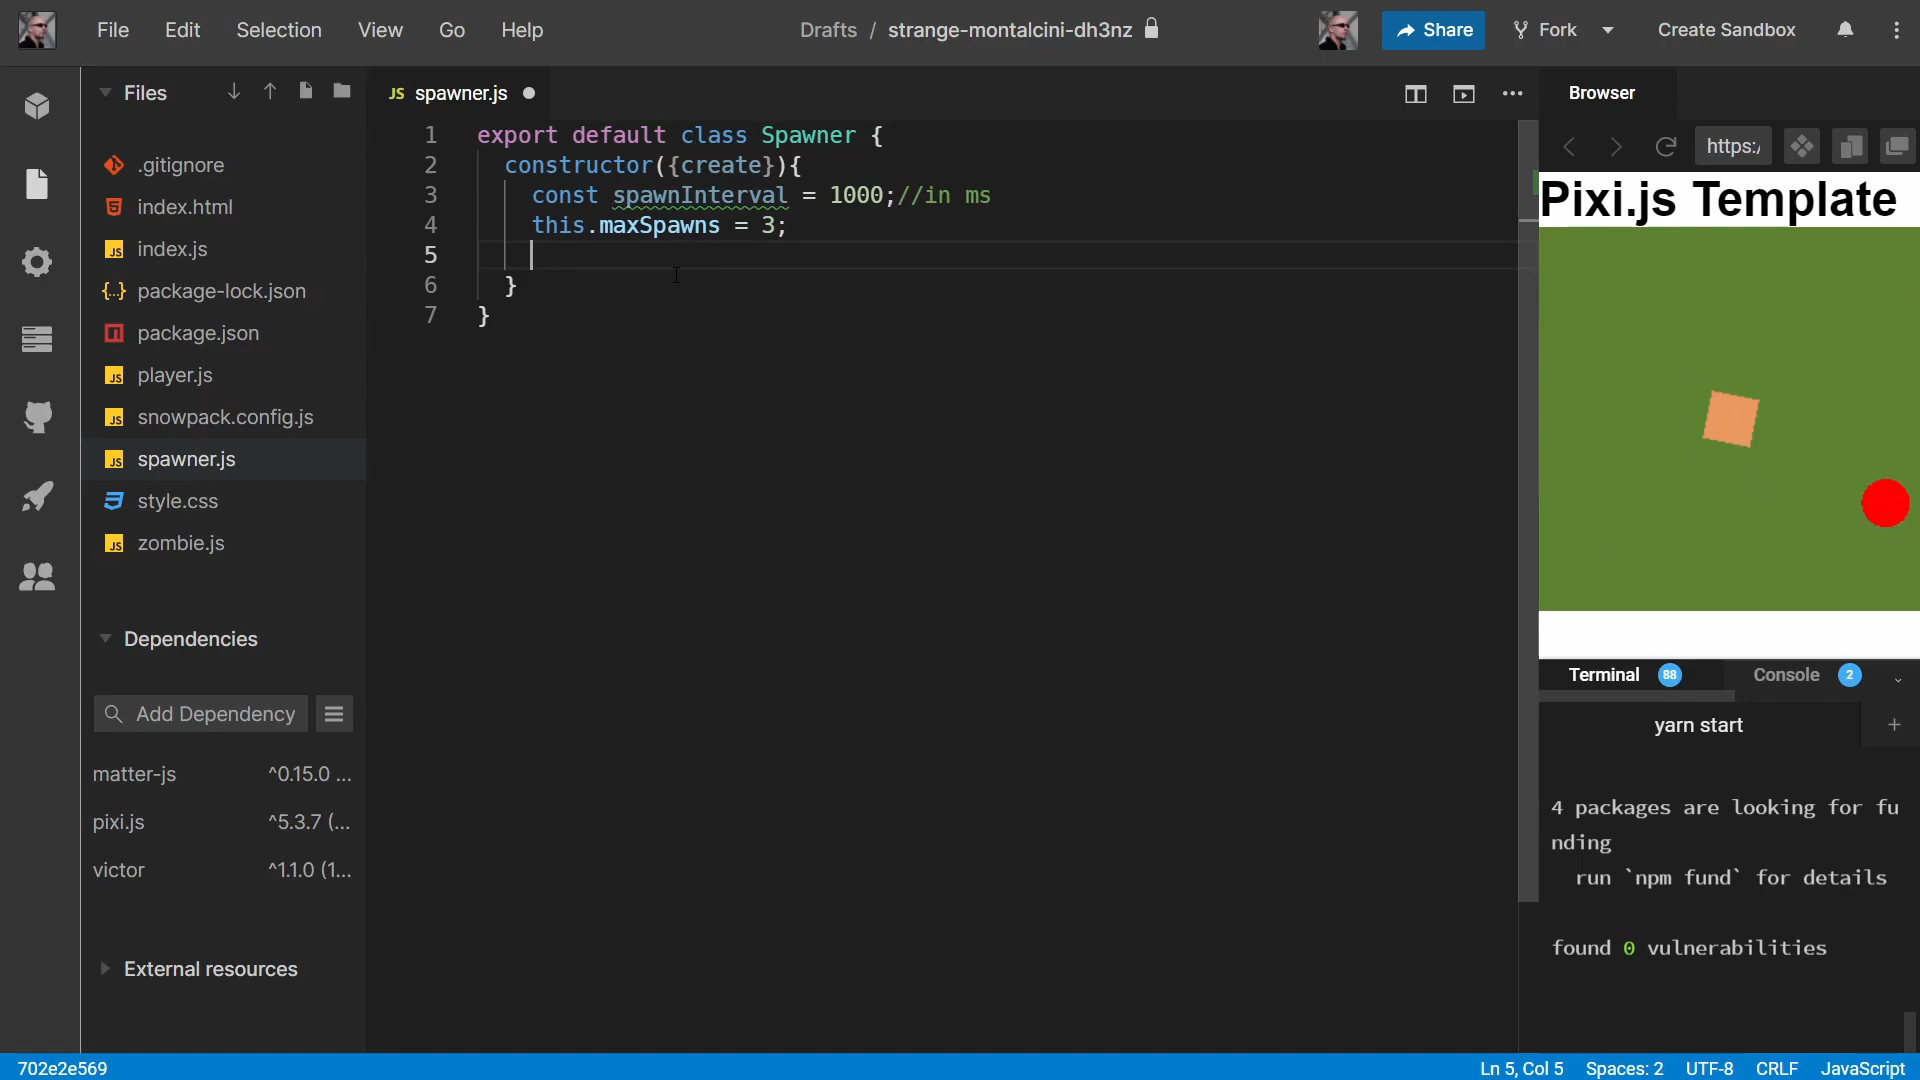 File Edit Selection View Go Help
Drafts / strange-montalcini-dh3nz
Share Fork Create Sandbox
Files
.gitignore
index.html
index.js
package-lock.json
package.json
player.js
snowpack.config.js
spawner.js
style.css
zombie.js
Dependencies
Add Dependency
matter-js ^0.15.0 ...
pixi.js ^5.3.7 (...
victor ^1.1.0 (1...
External resources
JS spawner.js
1 export default class Spawner {
2 constructor({create}){
3 const spawnInterval = 1000;//in ms
4 this.maxSpawns = 3;
5
6 }
7 }
Browser
https:/
Pixi.js Template
Terminal 88 Console 2
yarn start
4 packages are looking for fu
nding
run `npm fund` for details
found 0 vulnerabilities
702e2e569
Ln 5, Col 5 Spaces: 2 UTF-8 CRLF JavaScript